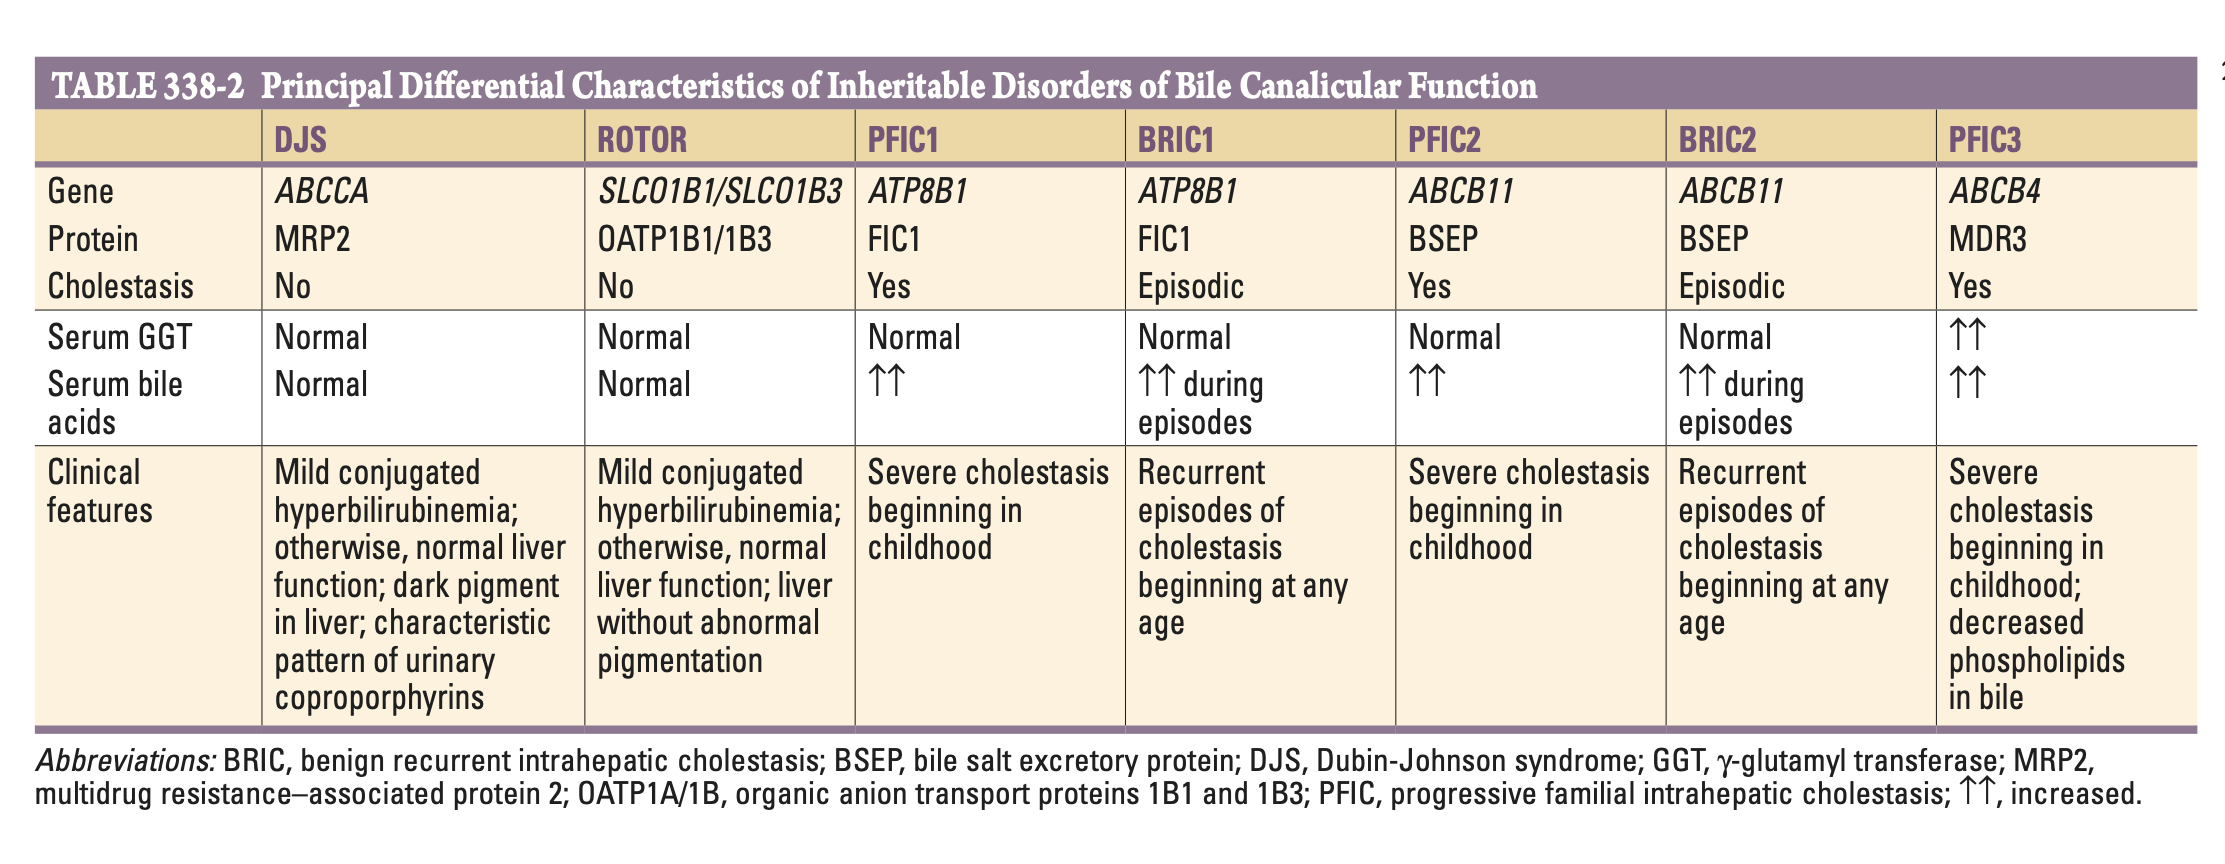 TABLE 338-2 Principal Differential Characteristics of Inheritable Disorders of Bile Canalicular Function
DJS ROTOR PFIC1 BRIC1 PFIC2 BRIC2 PFIC3
Gene ABCCA SLCO1B1/SLCO1B3 ATP8B1 ATP8B1 ABCB11 ABCB11 ABCB4
Protein MRP2 OATP1B1/1B3 FIC1 FIC1 BSEP BSEP MDR3
Cholestasis No No Yes Episodic Yes Episodic Yes
Serum GGT Normal Normal Normal Normal Normal Normal ↑↑
Serum bile Normal Normal ↑↑ ↑↑ during ↑↑ ↑↑ during ↑↑
acids episodes episodes
Clinical Mild conjugated Mild conjugated Severe cholestasis Recurrent Severe cholestasis Recurrent Severe
features hyperbilirubinemia; hyperbilirubinemia; beginning in episodes of beginning in episodes of cholestasis
otherwise, normal liver otherwise, normal childhood cholestasis childhood cholestasis beginning in
function; dark pigment liver function; liver beginning at any beginning at any childhood;
in liver; characteristic without abnormal age age decreased
pattern of urinary pigmentation phospholipids
coproporphyrins in bile
Abbreviations: BRIC, benign recurrent intrahepatic cholestasis; BSEP, bile salt excretory protein; DJS, Dubin-Johnson syndrome; GGT, γ-glutamyl transferase; MRP2,
multidrug resistance–associated protein 2; OATP1A/1B, organic anion transport proteins 1B1 and 1B3; PFIC, progressive familial intrahepatic cholestasis; ↑↑, increased.